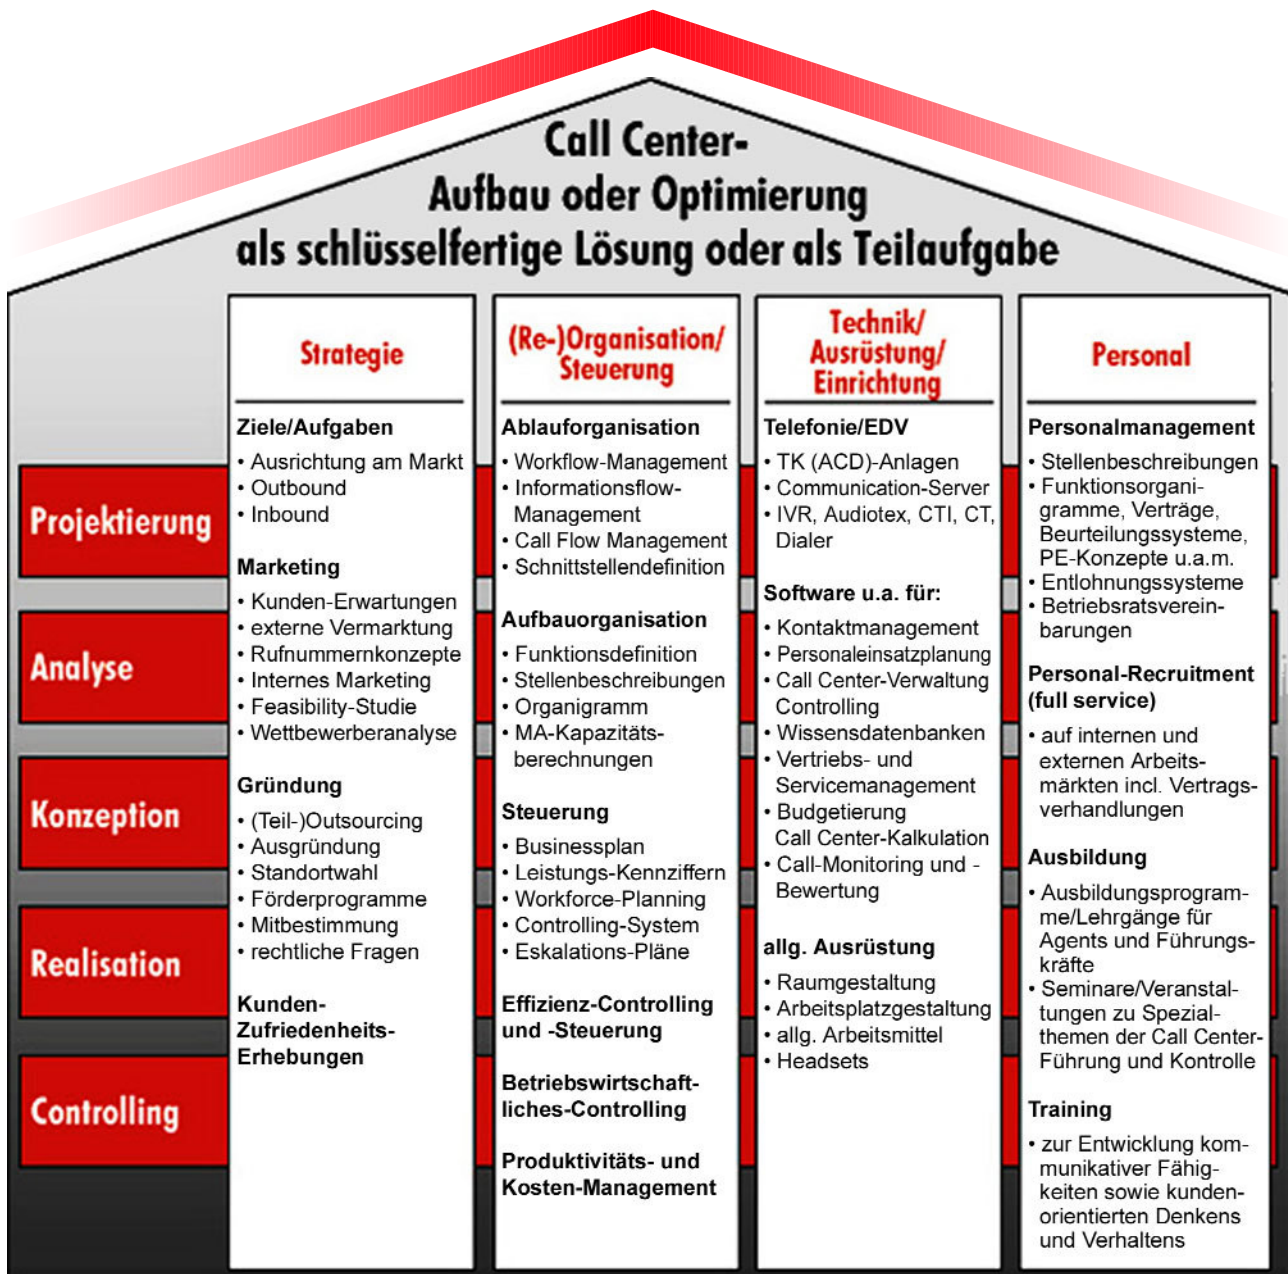 Call Center-
Aufbau oder Optimierung
als schlüsselfertige Lösung oder als Teilaufgabe
Projektierung
Analyse
Konzeption
Realisation
Controlling
Strategie
Ziele/Aufgaben
• Ausrichtung am Markt
• Outbound
• Inbound
Marketing
• Kunden-Erwartungen
• externe Vermarktung
• Rufnummernkonzepte
• Internes Marketing
• Feasibility-Studie
• Wettbewerberanalyse
Gründung
• (Teil-)Outsourcing
• Ausgründung
• Standortwahl
• Förderprogramme
• Mitbestimmung
• rechtliche Fragen
Kunden-
Zufriedenheits-
Erhebungen
(Re-)Organisation/
Steuerung
Ablauforganisation
• Workflow-Management
• Informationsflow-
Management
• Call Flow Management
• Schnittstellendefinition
Aufbauorganisation
• Funktionsdefinition
• Stellenbeschreibungen
• Organigramm
• MA-Kapazitäts-
berechnungen
Steuerung
• Businessplan
• Leistungs-Kennziffern
• Workforce-Planning
• Controlling-System
• Eskalations-Pläne
Effizienz-Controlling
und -Steuerung
Betriebswirtschaft-
liches-Controlling
Produktivitäts- und
Kosten-Management
Technik/
Ausrüstung/
Einrichtung
Telefonie/EDV
• TK (ACD)-Anlagen
• Communication-Server
• IVR, Audiotex, CTI, CT,
Dialer
Software u.a. für:
• Kontaktmanagement
• Personaleinsatzplanung
• Call Center-Verwaltung
Controlling
• Wissensdatenbanken
• Vertriebs- und
Servicemanagement
• Budgetierung
Call Center-Kalkulation
• Call-Monitoring und -
Bewertung
allg. Ausrüstung
• Raumgestaltung
• Arbeitsplatzgestaltung
• allg. Arbeitsmittel
• Headsets
Personal
Personalmanagement
• Stellenbeschreibungen
• Funktionsorgani-
gramme, Verträge,
Beurteilungssysteme,
PE-Konzepte u.a.m.
• Entlohnungssysteme
• Betriebsratsverein-
barungen
Personal-Recruitment
(full service)
• auf internen und
externen Arbeits-
märkten incl. Vertrags-
verhandlungen
Ausbildung
• Ausbildungsprogram-
me/Lehrgänge für
Agents und Führungs-
kräfte
• Seminare/Veranstal-
tungen zu Spezial-
themen der Call Center-
Führung und Kontrolle
Training
• zur Entwicklung kom-
munikativer Fähig-
keiten sowie kunden-
orientierten Denkens
und Verhaltens